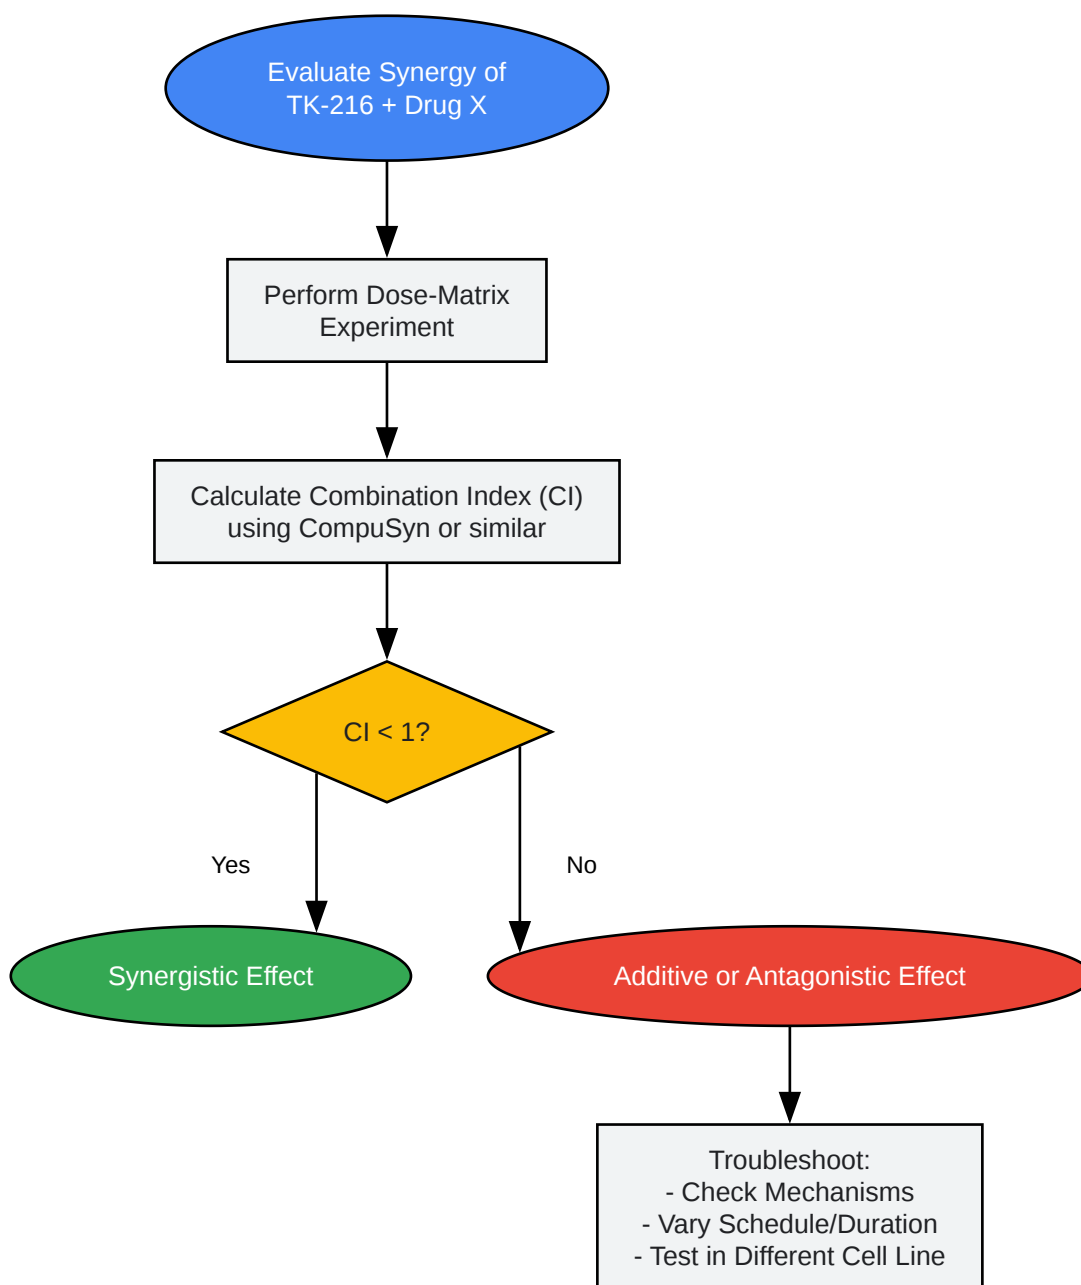 Evaluate Synergy of
TK-216 + Drug X
Perform Dose-Matrix
Experiment
Calculate Combination Index (CI)
using CompuSyn or similar
CI < 1?
Yes
No
Synergistic Effect
Additive or Antagonistic Effect
Troubleshoot:
- Check Mechanisms
- Vary Schedule/Duration
- Test in Different Cell Line